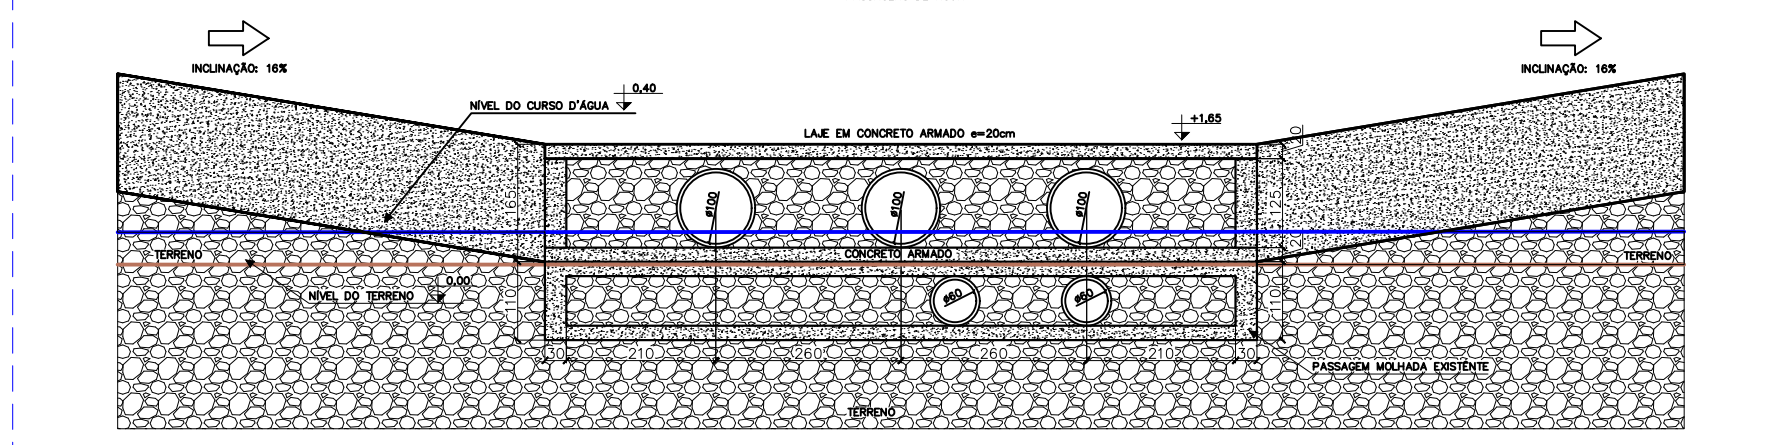 INCLINAÇÃO: 16%
INCLINAÇÃO: 16%
0,40
NÍVEL DO CURSO D'ÁGUA
+1,65
LAJE EM CONCRETO ARMADO e=20cm
165
ø100
ø100
ø100
125
TERRENO
CONCRETO ARMADO
TERRENO
0,00
NÍVEL DO TERRENO
110
ø60
ø60
110
30
210
260
260
210
30
PASSAGEM MOLHADA EXISTENTE
TERRENO